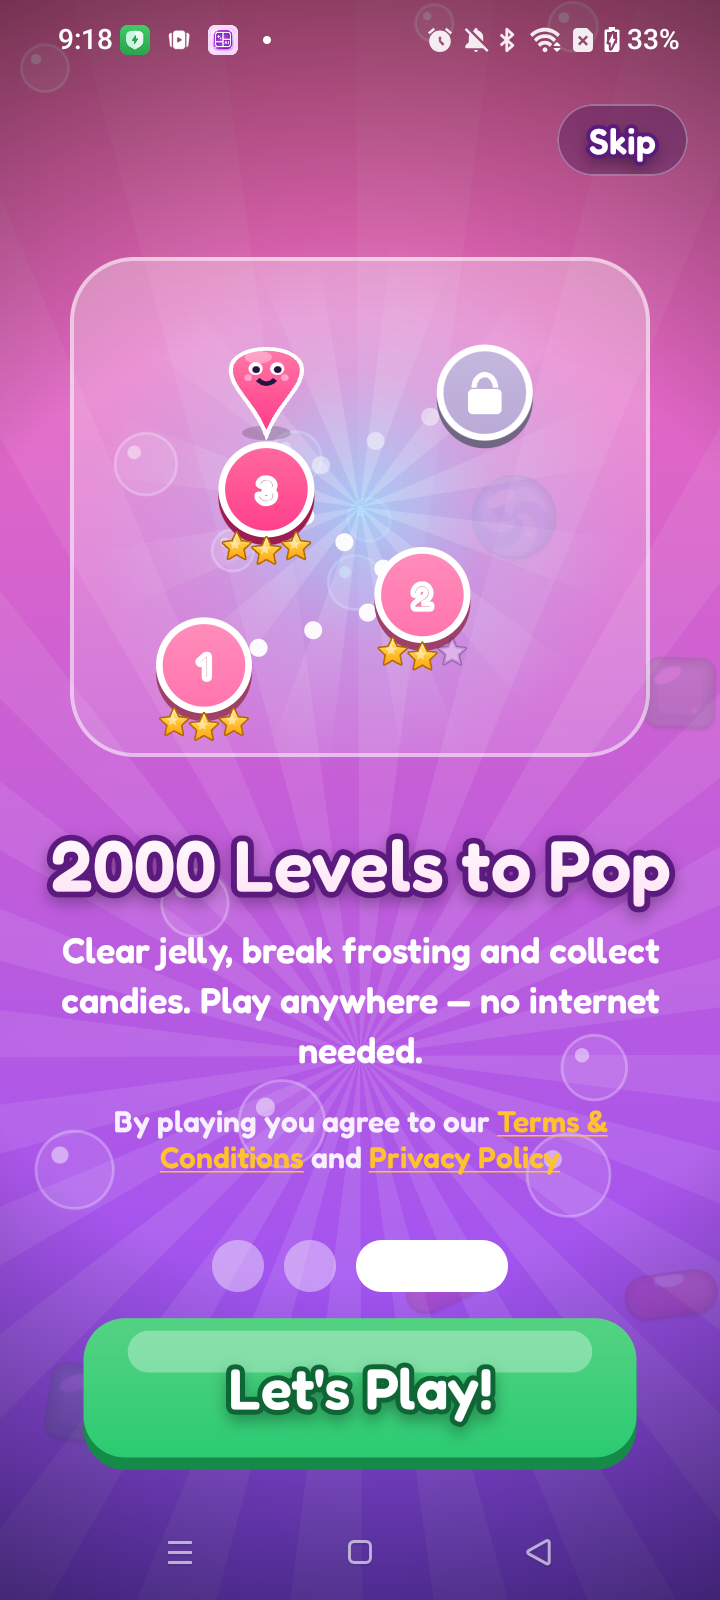 9:18
33%
Skip
3
2
1
2000 Levels to Pop
Clear jelly, break frosting and collect
candies. Play anywhere — no internet
needed.
By playing you agree to our Terms &
Conditions and Privacy Policy
Let's Play!